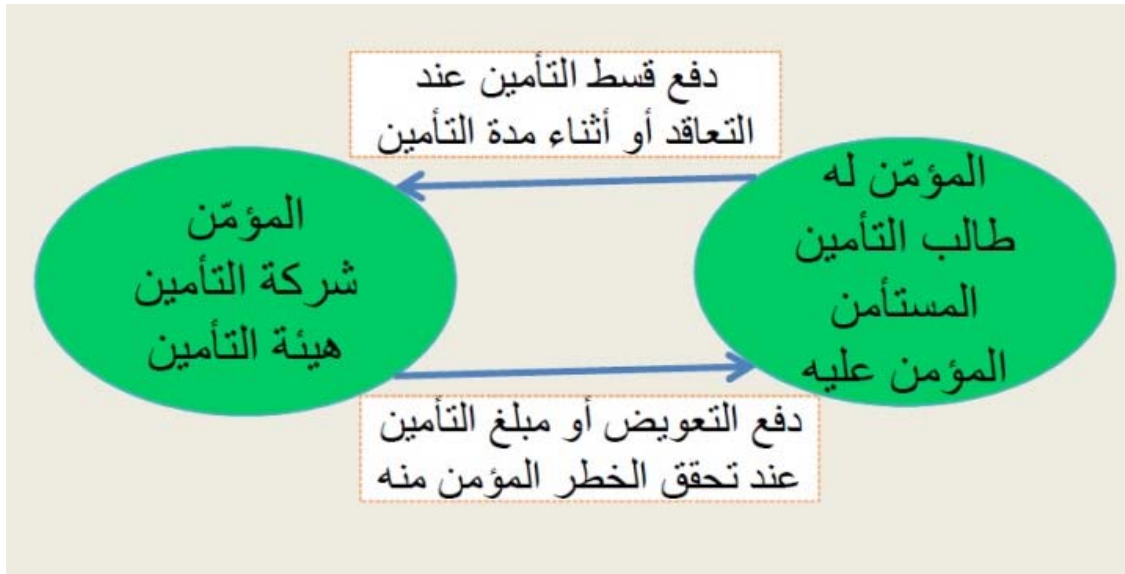 دفع قسط التأمين عند
التعاقد أو أثناء مدة التأمين
المؤمّن له
طالب التأمين
المستأمن
المؤمن عليه
المؤمّن
شركة التأمين
هيئة التأمين
دفع التعويض أو مبلغ التأمين
عند تحقق الخطر المؤمن منه